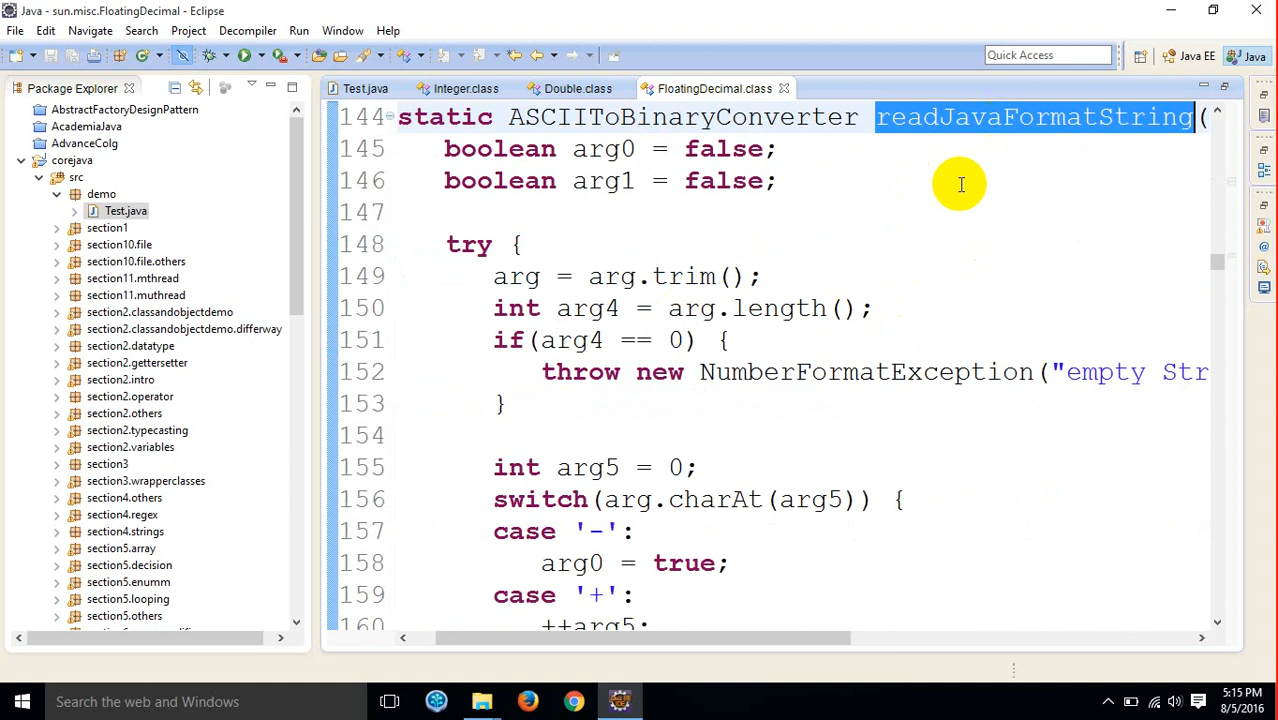 Java - sun.misc.FloatingDecimal - Eclipse
File Edit Navigate Search Project Decompiler Run Window Help
Quick Access
Java EE
Java
Package Explorer
Test.java
Integer.class
Double.class
FloatingDecimal.class
AbstractFactoryDesignPattern
AcademiaJava
AdvanceColg
corejava
src
demo
Test.java
section1
section10.file
section10.file.others
section11.mthread
section11.muthread
section2.classandobjectdemo
section2.classandobjectdemo.differway
section2.datatype
section2.gettersetter
section2.intro
section2.operator
section2.others
section2.typecasting
section2.variables
section3
section3.wrapperclasses
section4.others
section4.regex
section4.strings
section5.array
section5.decision
section5.enumm
section5.looping
section5.others
144 static ASCIIToBinaryConverter readJavaFormatString(
145 boolean arg0 = false;
146 boolean arg1 = false;
147
148 try {
149 arg = arg.trim();
150 int arg4 = arg.length();
151 if(arg4 == 0) {
152 throw new NumberFormatException("empty Str
153 }
154
155 int arg5 = 0;
156 switch(arg.charAt(arg5)) {
157 case '-':
158 arg0 = true;
159 case '+':
160 ++arg5;
Search the web and Windows
5:15 PM
8/5/2016